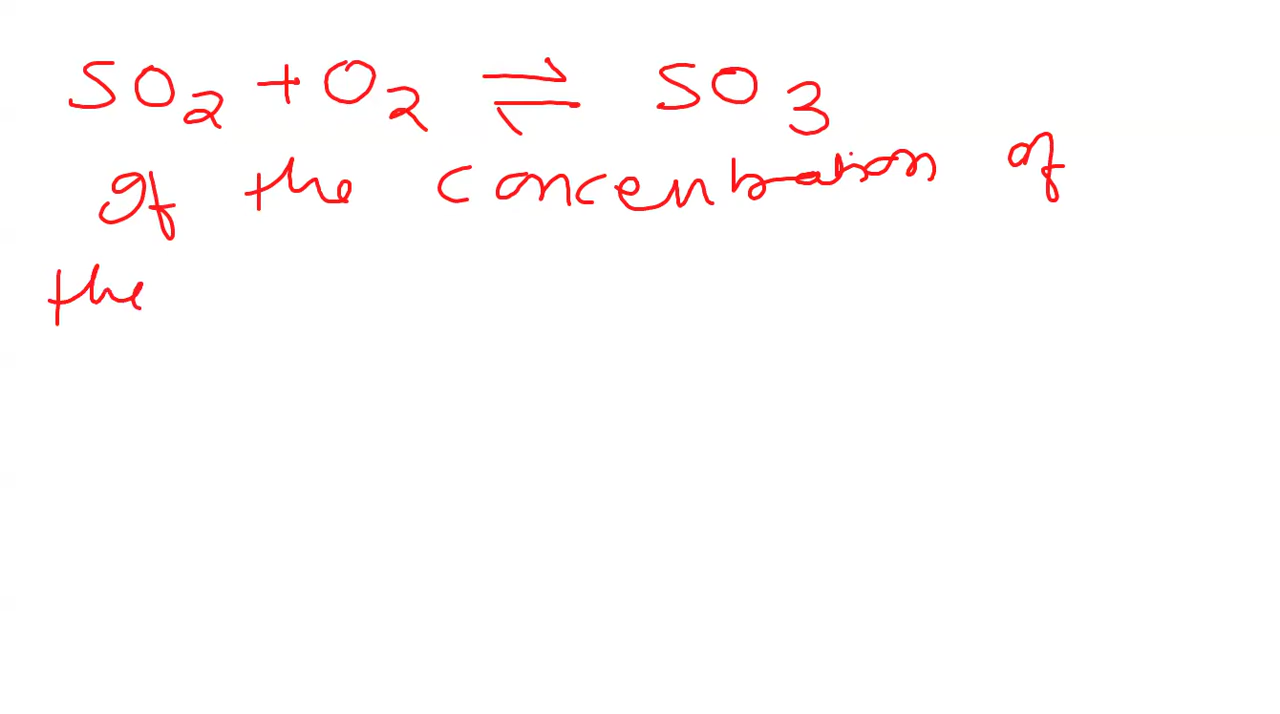 SO₂ + O₂ ⇌ SO₃
If the concentration of
the